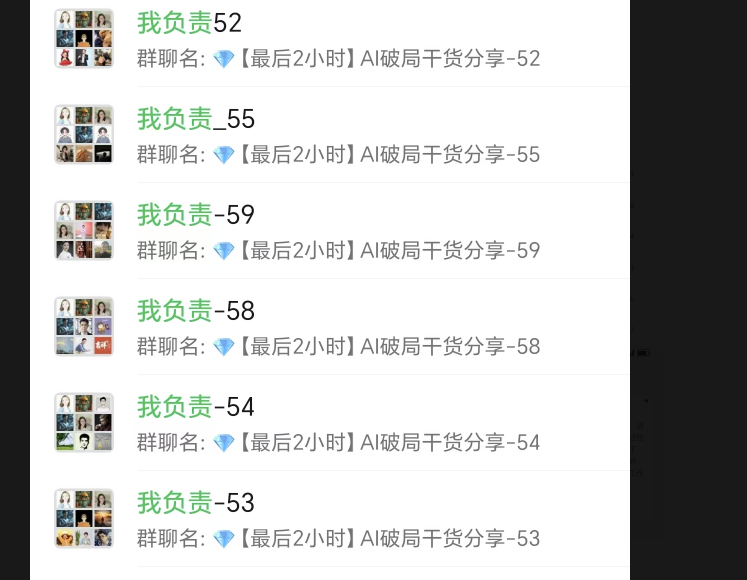 我负责52
群聊名: 💎【最后2小时】AI破局干货分享-52
我负责_55
群聊名: 💎【最后2小时】AI破局干货分享-55
我负责-59
群聊名: 💎【最后2小时】AI破局干货分享-59
我负责-58
群聊名: 💎【最后2小时】AI破局干货分享-58
我负责-54
群聊名: 💎【最后2小时】AI破局干货分享-54
我负责-53
群聊名: 💎【最后2小时】AI破局干货分享-53